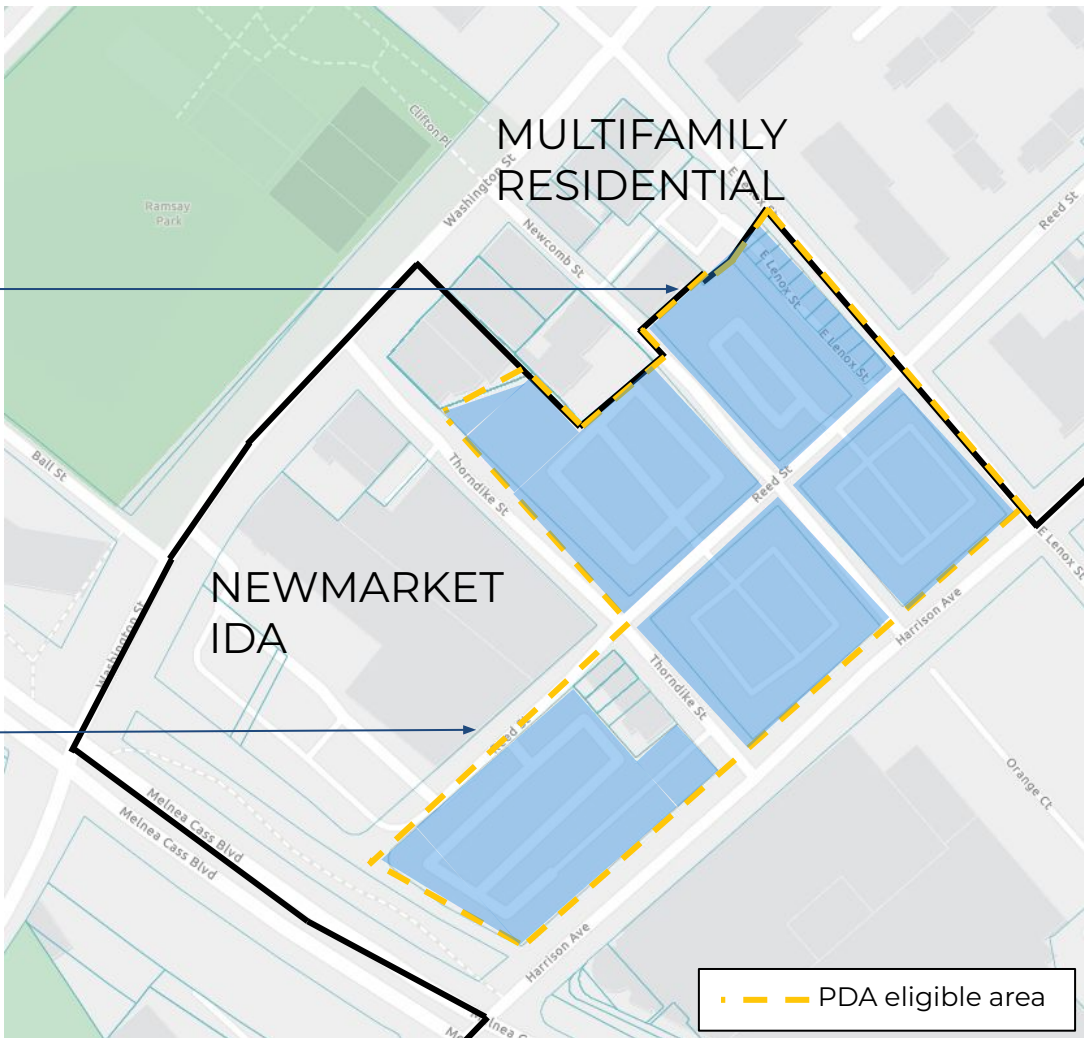 MULTIFAMILY
RESIDENTIAL
Clifton Pl
Washington St
Ramsay
Park
Newcomb St
Reed St
E Lenox St
E Lenox St
Ball St
Thorndike St
Reed St
NEWMARKET
IDA
E Lenox St
Harrison Ave
Washington St
Thorndike St
Orange Ct
Melnea Cass Blvd
Melnea Cass Blvd
Harrison Ave
PDA eligible area